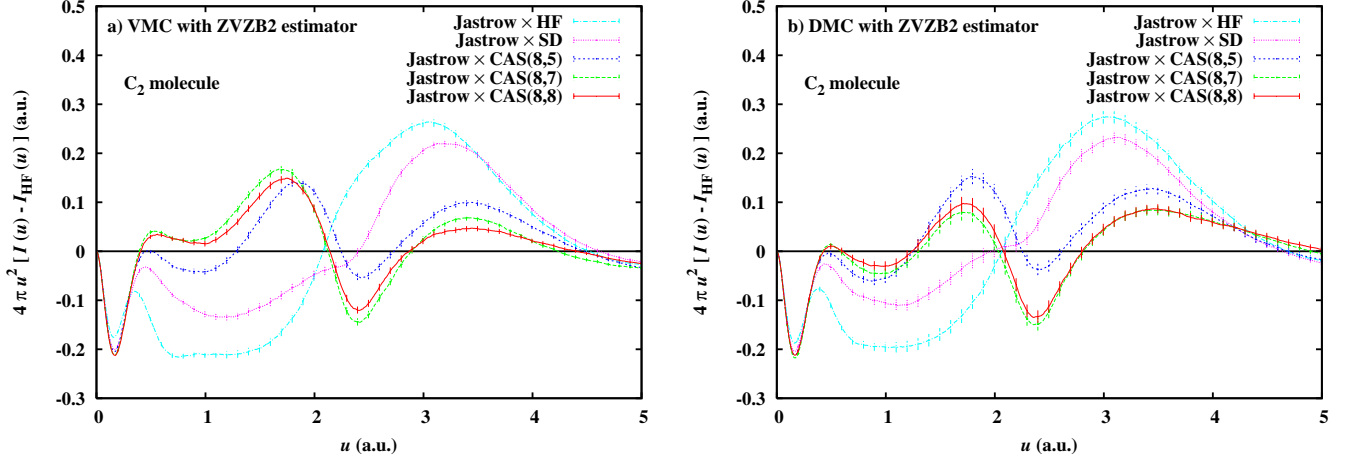 a) VMC with ZVZB2 estimator
C₂ molecule
Jastrow × HF
Jastrow × SD
Jastrow × CAS(8,5)
Jastrow × CAS(8,7)
Jastrow × CAS(8,8)
4 π u² [ I (u) - I_HF (u) ] (a.u.)
0.5
0.4
0.3
0.2
0.1
0
-0.1
-0.2
-0.3
0 1 2 3 4 5
u (a.u.)
b) DMC with ZVZB2 estimator
C₂ molecule
Jastrow × HF
Jastrow × SD
Jastrow × CAS(8,5)
Jastrow × CAS(8,7)
Jastrow × CAS(8,8)
4 π u² [ I (u) - I_HF (u) ] (a.u.)
0.5
0.4
0.3
0.2
0.1
0
-0.1
-0.2
-0.3
0 1 2 3 4 5
u (a.u.)